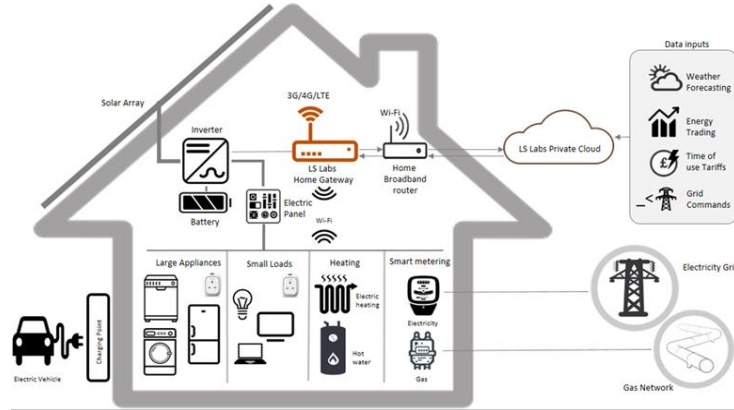 Data inputs
Weather
Forecasting
Energy
Trading
Time of
use Tariffs
Grid
Commands
3G/4G/LTE
Solar Array
Wi-Fi
Inverter
LS Labs
Home Gateway
Home
Broadband
router
LS Labs Private Cloud
Battery
Electric
Panel
Wi-Fi
Large Appliances
Small Loads
Heating
Smart metering
Electric
heating
Electricity
Hot
water
Gas
Electricity Gri
Gas Network
Charging Point
Electric Vehicle